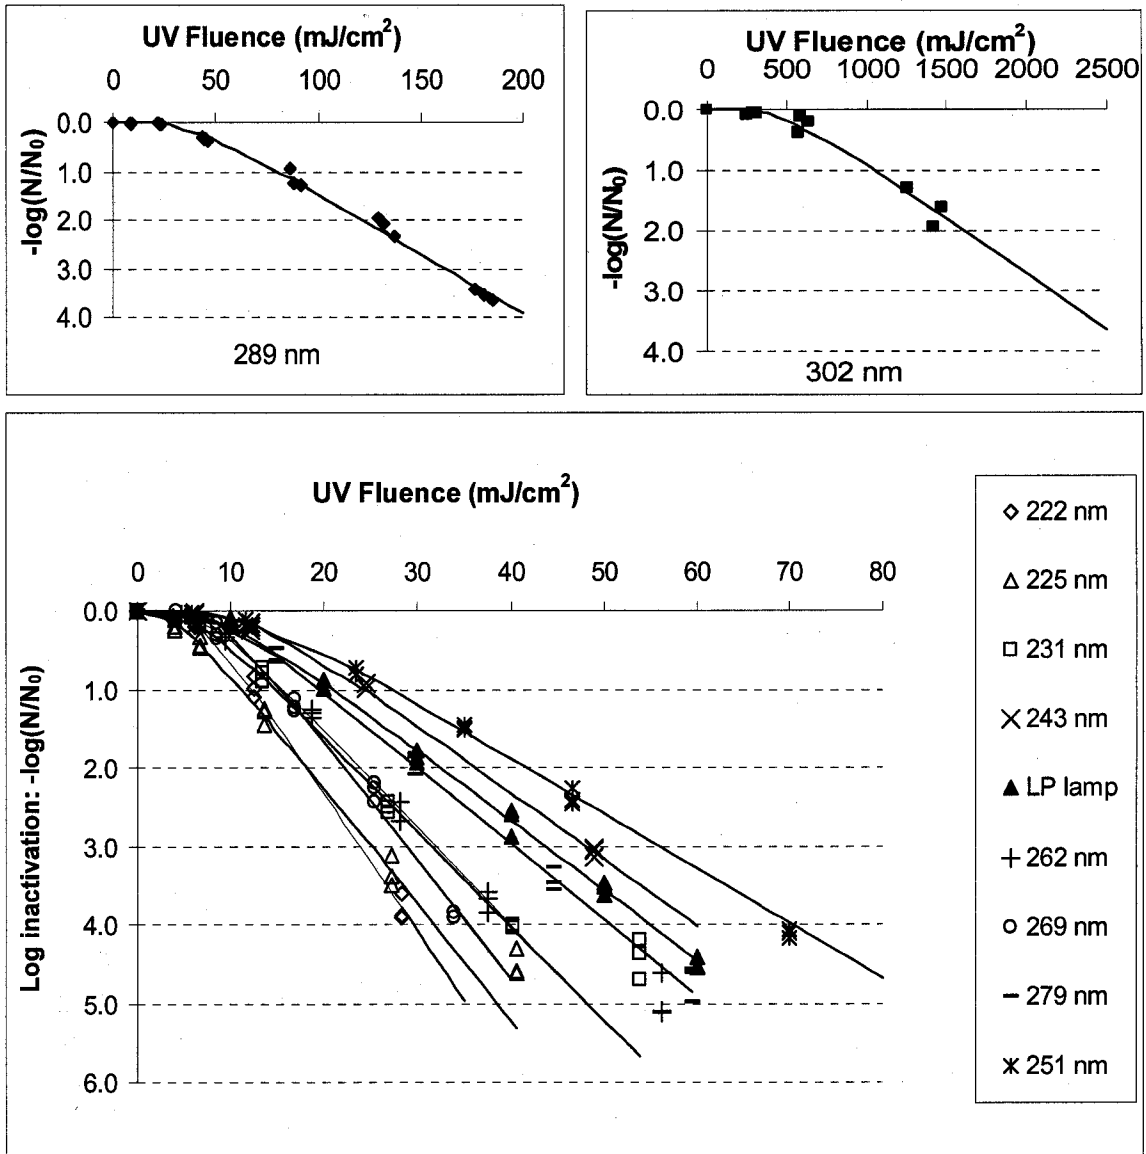 UV Fluence (mJ/cm²)
0 50 100 150 200
-log(N/N₀)
0.0
1.0
2.0
3.0
4.0
289 nm
UV Fluence (mJ/cm²)
0 500 1000 1500 2000 2500
-log(N/N₀)
0.0
1.0
2.0
3.0
4.0
302 nm
UV Fluence (mJ/cm²)
0 10 20 30 40 50 60 70 80
Log inactivation: -log(N/N₀)
0.0
1.0
2.0
3.0
4.0
5.0
6.0
222 nm
225 nm
231 nm
243 nm
LP lamp
262 nm
269 nm
279 nm
251 nm